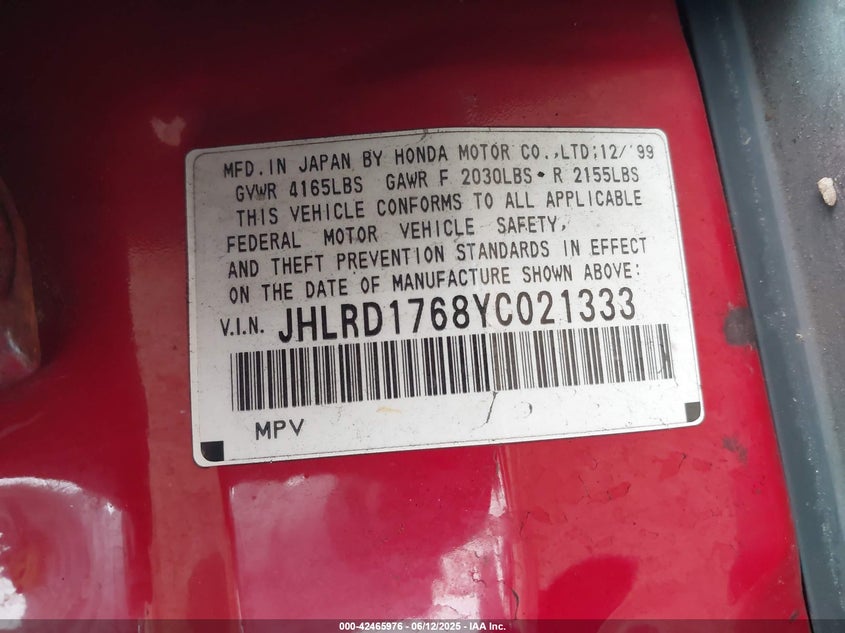 MFD. IN JAPAN BY HONDA MOTOR CO.,LTD;12/'99
GVWR 4165LBS GAWR F 2030LBS R 2155LBS
THIS VEHICLE CONFORMS TO ALL APPLICABLE
FEDERAL MOTOR VEHICLE SAFETY,
AND THEFT PREVENTION STANDARDS IN EFFECT
ON THE DATE OF MANUFACTURE SHOWN ABOVE:
V.I.N. JHLRD1768YC021333
MPV
000-42465976 - 06/12/2025 - IAA Inc.